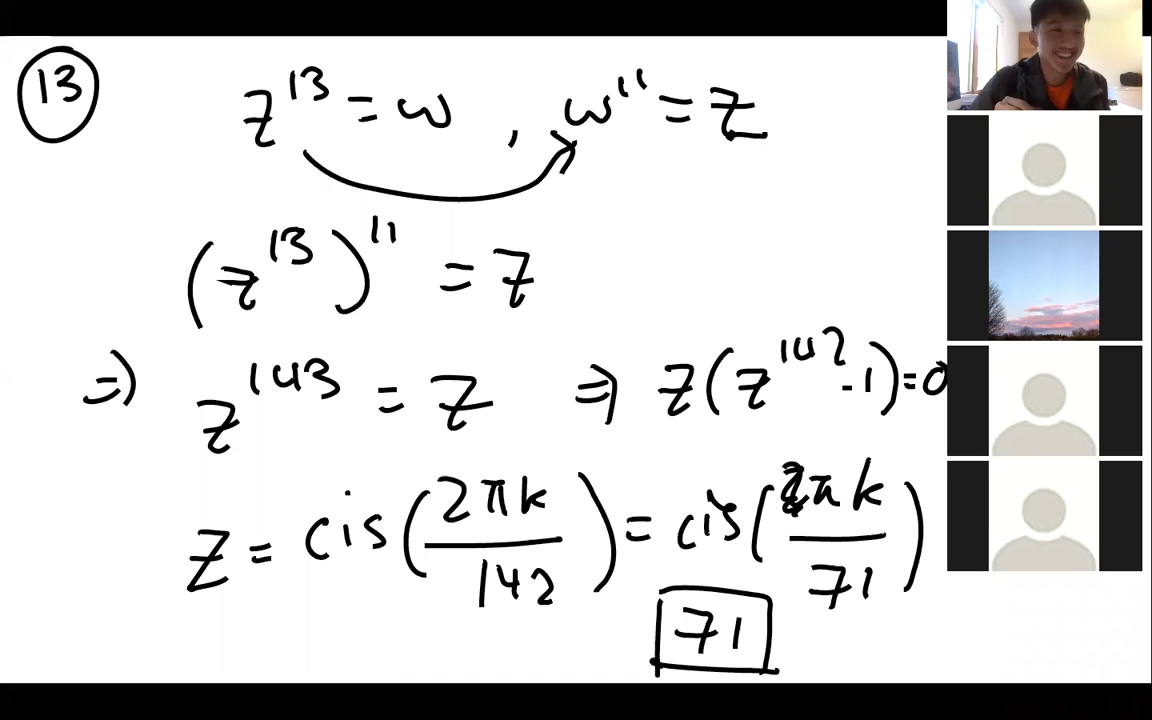 13
z^13 = w , w^11 = z
(z^13)^11 = z
⇒ z^143 = z ⇒ z(z^142 - 1) = 0
z = cis(2πk/142) = cis(πk/71)
71